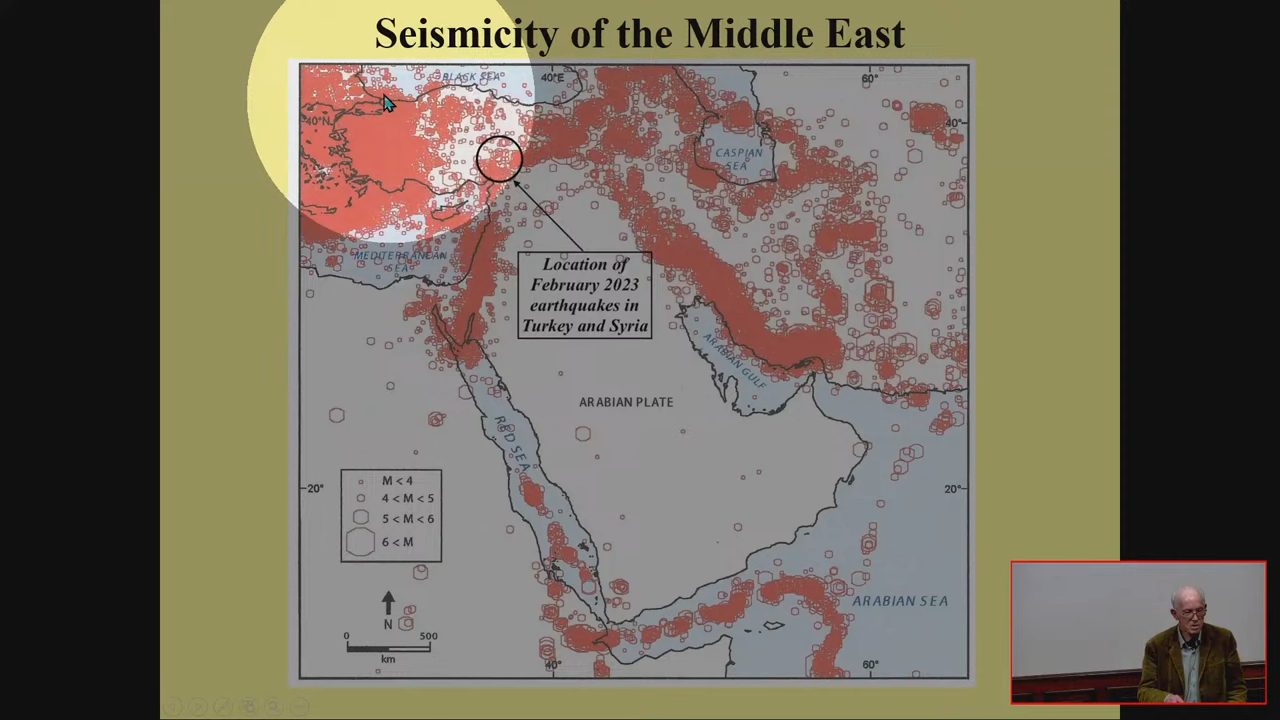 Seismicity of the Middle East
BLACK SEA
40°E
60°
40°N
40°
CASPIAN
SEA
MEDITERRANEAN
SEA
Location of
February 2023
earthquakes in
Turkey and Syria
ARABIAN GULF
ARABIAN PLATE
RED SEA
M < 4
4 < M < 5
5 < M < 6
6 < M
20°
20°
N
0 500
km
ARABIAN SEA
40°
60°